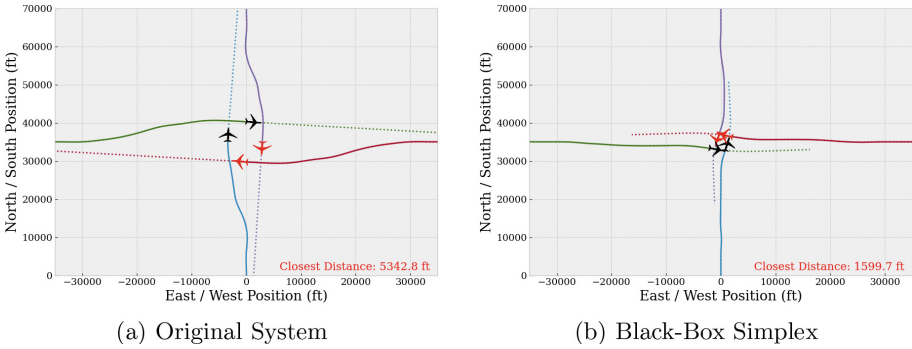 70000
60000
50000
40000
30000
20000
10000
0
North / South Position (ft)
−30000 −20000 −10000 0 10000 20000 30000
East / West Position (ft)
Closest Distance: 5342.8 ft
(a) Original System
70000
60000
50000
40000
30000
20000
10000
0
North / South Position (ft)
−30000 −20000 −10000 0 10000 20000 30000
East / West Position (ft)
Closest Distance: 1599.7 ft
(b) Black-Box Simplex